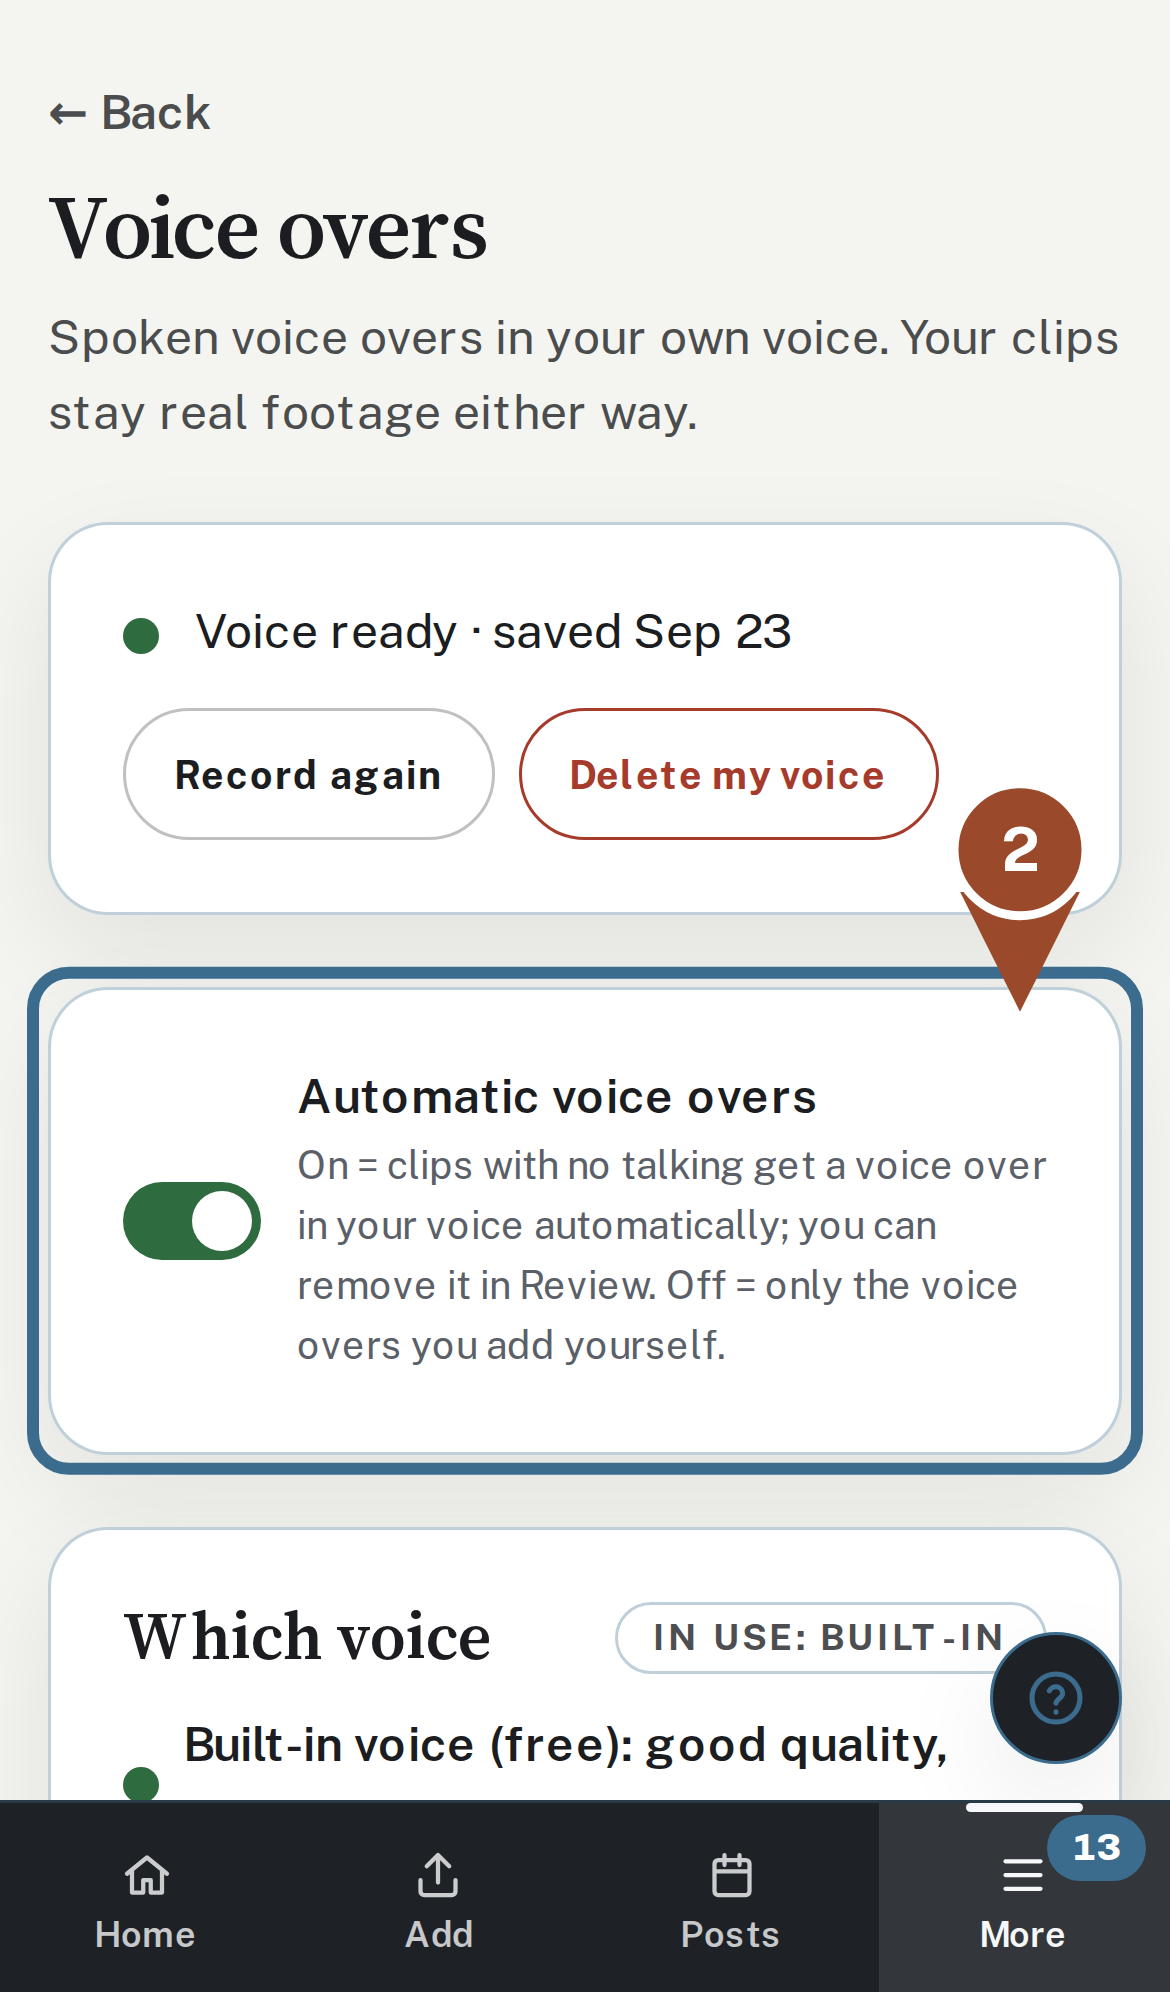 ← Back
Voice overs
Spoken voice overs in your own voice. Your clips
stay real footage either way.
Voice ready · saved Sep 23
Record again
Delete my voice
2
Automatic voice overs
On = clips with no talking get a voice over
in your voice automatically; you can
remove it in Review. Off = only the voice
overs you add yourself.
Which voice
IN USE: BUILT-IN
Built-in voice (free): good quality,
13
Home
Add
Posts
More